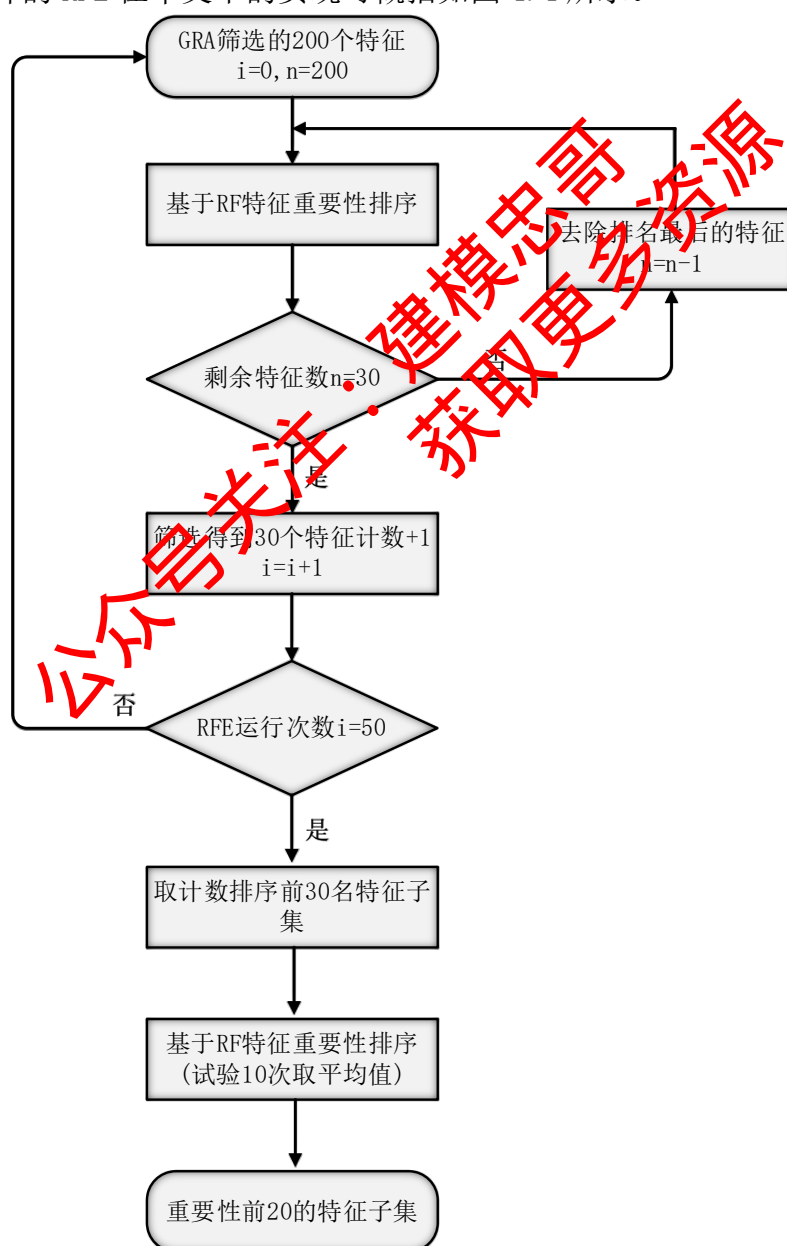 GRA筛选的200个特征
i=0,n=200
基于RF特征重要性排序
去除排名最后的特征
n=n-1
剩余特征数n=30
否
是
筛选得到30个特征计数+1
i=i+1
否
RFE运行次数i=50
是
取计数排序前30名特征子
集
基于RF特征重要性排序
(试验10次取平均值)
重要性前20的特征子集
公众号关注：建模忠哥
获取更多资源